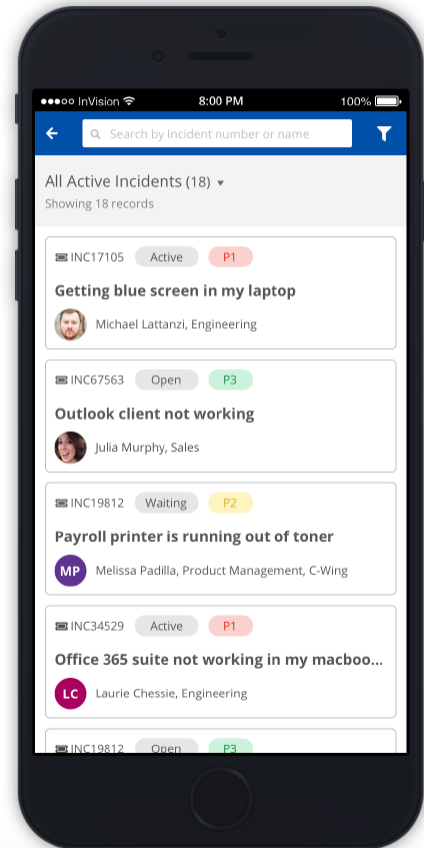 InVision 8:00 PM 100%
Search by Incident number or name
All Active Incidents (18)
Showing 18 records
INC17105 Active P1
Getting blue screen in my laptop
Michael Lattanzi, Engineering
INC67563 Open P3
Outlook client not working
Julia Murphy, Sales
INC19812 Waiting P2
Payroll printer is running out of toner
MP Melissa Padilla, Product Management, C-Wing
INC34529 Active P1
Office 365 suite not working in my macboo...
LC Laurie Chessie, Engineering
INC19812 Open P3